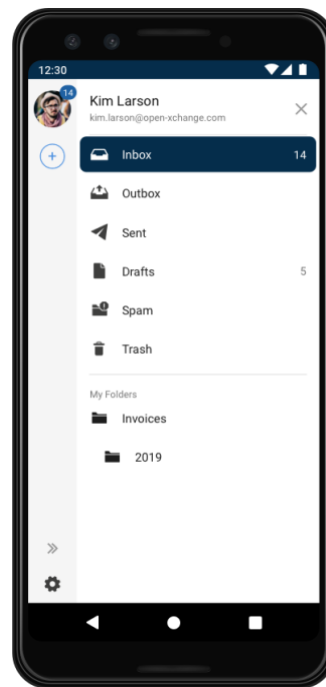 12:30
14
Kim Larson
kim.larson@open-xchange.com
Inbox 14
Outbox
Sent
Drafts 5
Spam
Trash
My Folders
Invoices
2019